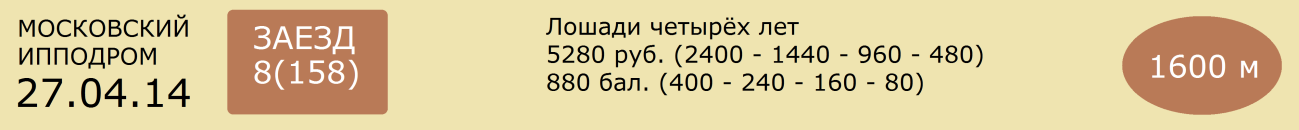 МОСКОВСКИЙ
ИППОДРОМ
27.04.14
ЗАЕЗД
8(158)
Лошади четырёх лет
5280 руб. (2400 - 1440 - 960 - 480)
880 бал. (400 - 240 - 160 - 80)
1600 м